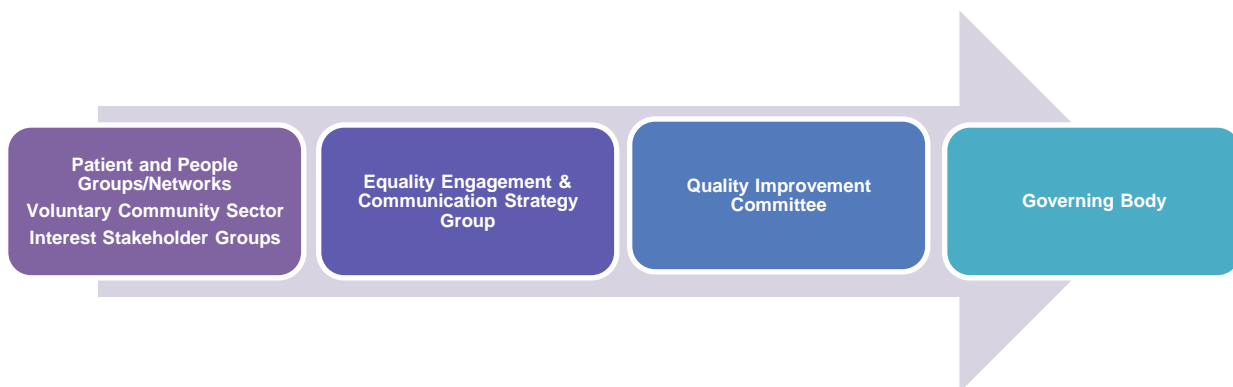 Patient and People
Groups/Networks
Voluntary Community Sector
Interest Stakeholder Groups
Equality Engagement &
Communication Strategy
Group
Quality Improvement
Committee
Governing Body